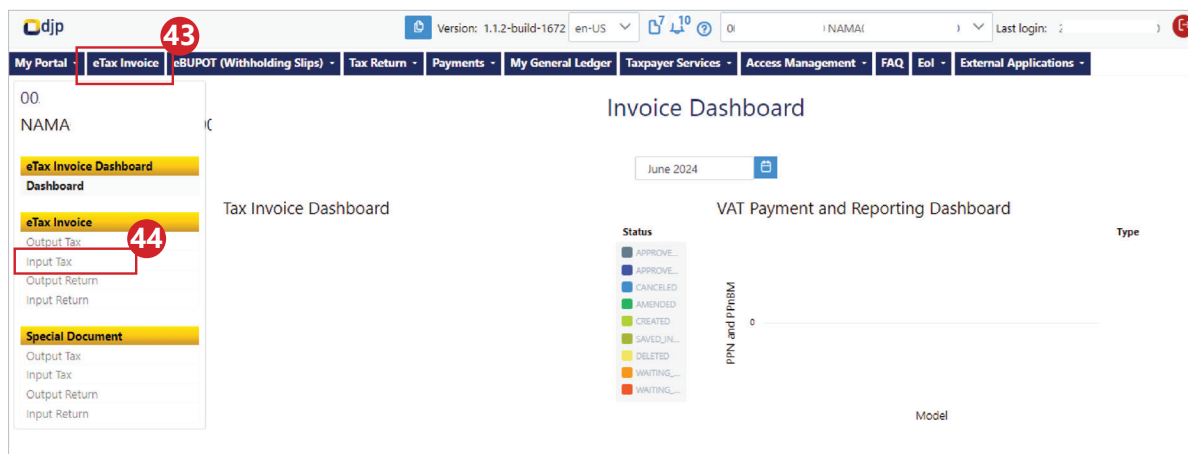 djp
Version: 1.1.2-build-1672 en-US 7 10 NAMA Last login:
43
My Portal eTax Invoice eBUPOT (Withholding Slips) Tax Return Payments My General Ledger Taxpayer Services Access Management FAQ EoI External Applications
00
NAMA
Invoice Dashboard
eTax Invoice Dashboard
Dashboard
June 2024
Tax Invoice Dashboard
VAT Payment and Reporting Dashboard
eTax Invoice
44
Output Tax
Input Tax
Output Return
Input Return
Special Document
Output Tax
Input Tax
Output Return
Input Return
Status
APPROVE...
APPROVE...
CANCELED
AMENDED
CREATED
SAVED_IN...
DELETED
WAITING_...
WAITING_...
PPN and PPnBM
0
Model
Type